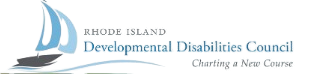 RHODE ISLAND
Developmental Disabilities Council
Charting a New Course